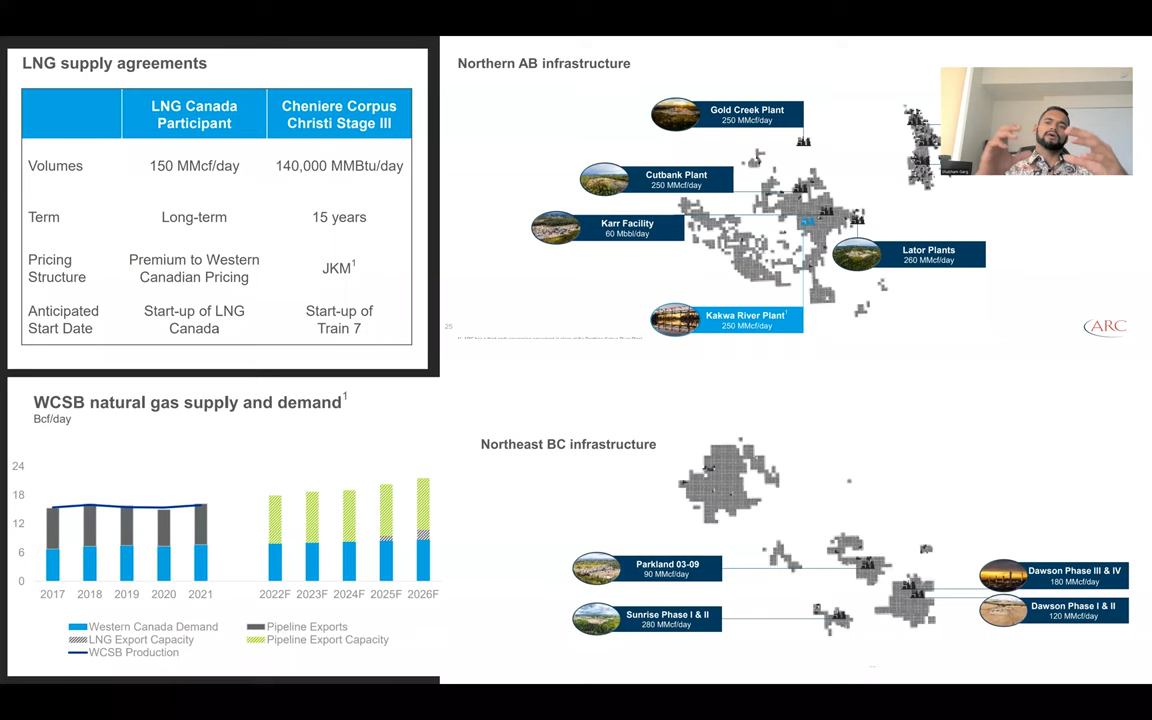 LNG supply agreements
LNG Canada
Participant
Cheniere Corpus
Christi Stage III
Volumes
150 MMcf/day
140,000 MMBtu/day
Term
Long-term
15 years
Pricing
Structure
Premium to Western
Canadian Pricing
JKM1
Anticipated
Start Date
Start-up of LNG
Canada
Start-up of
Train 7
WCSB natural gas supply and demand1
Bcf/day
24
18
12
6
0
2017 2018 2019 2020 2021 2022F 2023F 2024F 2025F 2026F
Western Canada Demand
Pipeline Exports
LNG Export Capacity
Pipeline Export Capacity
WCSB Production
Northern AB infrastructure
Gold Creek Plant
250 MMcf/day
Cutbank Plant
250 MMcf/day
Karr Facility
60 Mbbl/day
Lator Plants
260 MMcf/day
Kakwa River Plant1
250 MMcf/day
25
ARC
Shubham Garg
Northeast BC infrastructure
Parkland 03-09
90 MMcf/day
Sunrise Phase I & II
280 MMcf/day
Dawson Phase III & IV
180 MMcf/day
Dawson Phase I & II
120 MMcf/day